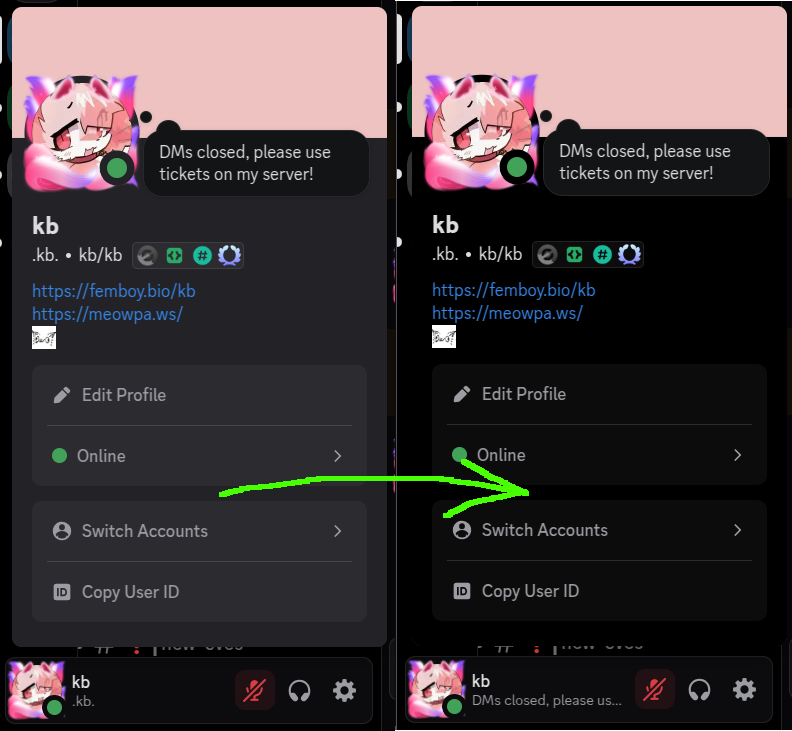 DMs closed, please use
tickets on my server!
kb
.kb. • kb/kb
#
https://femboy.bio/kb
https://meowpa.ws/
Edit Profile
Online
Switch Accounts
ID Copy User ID
kb
.kb.
DMs closed, please use
tickets on my server!
kb
.kb. • kb/kb
#
https://femboy.bio/kb
https://meowpa.ws/
Edit Profile
Online
Switch Accounts
ID Copy User ID
kb
DMs closed, please us...